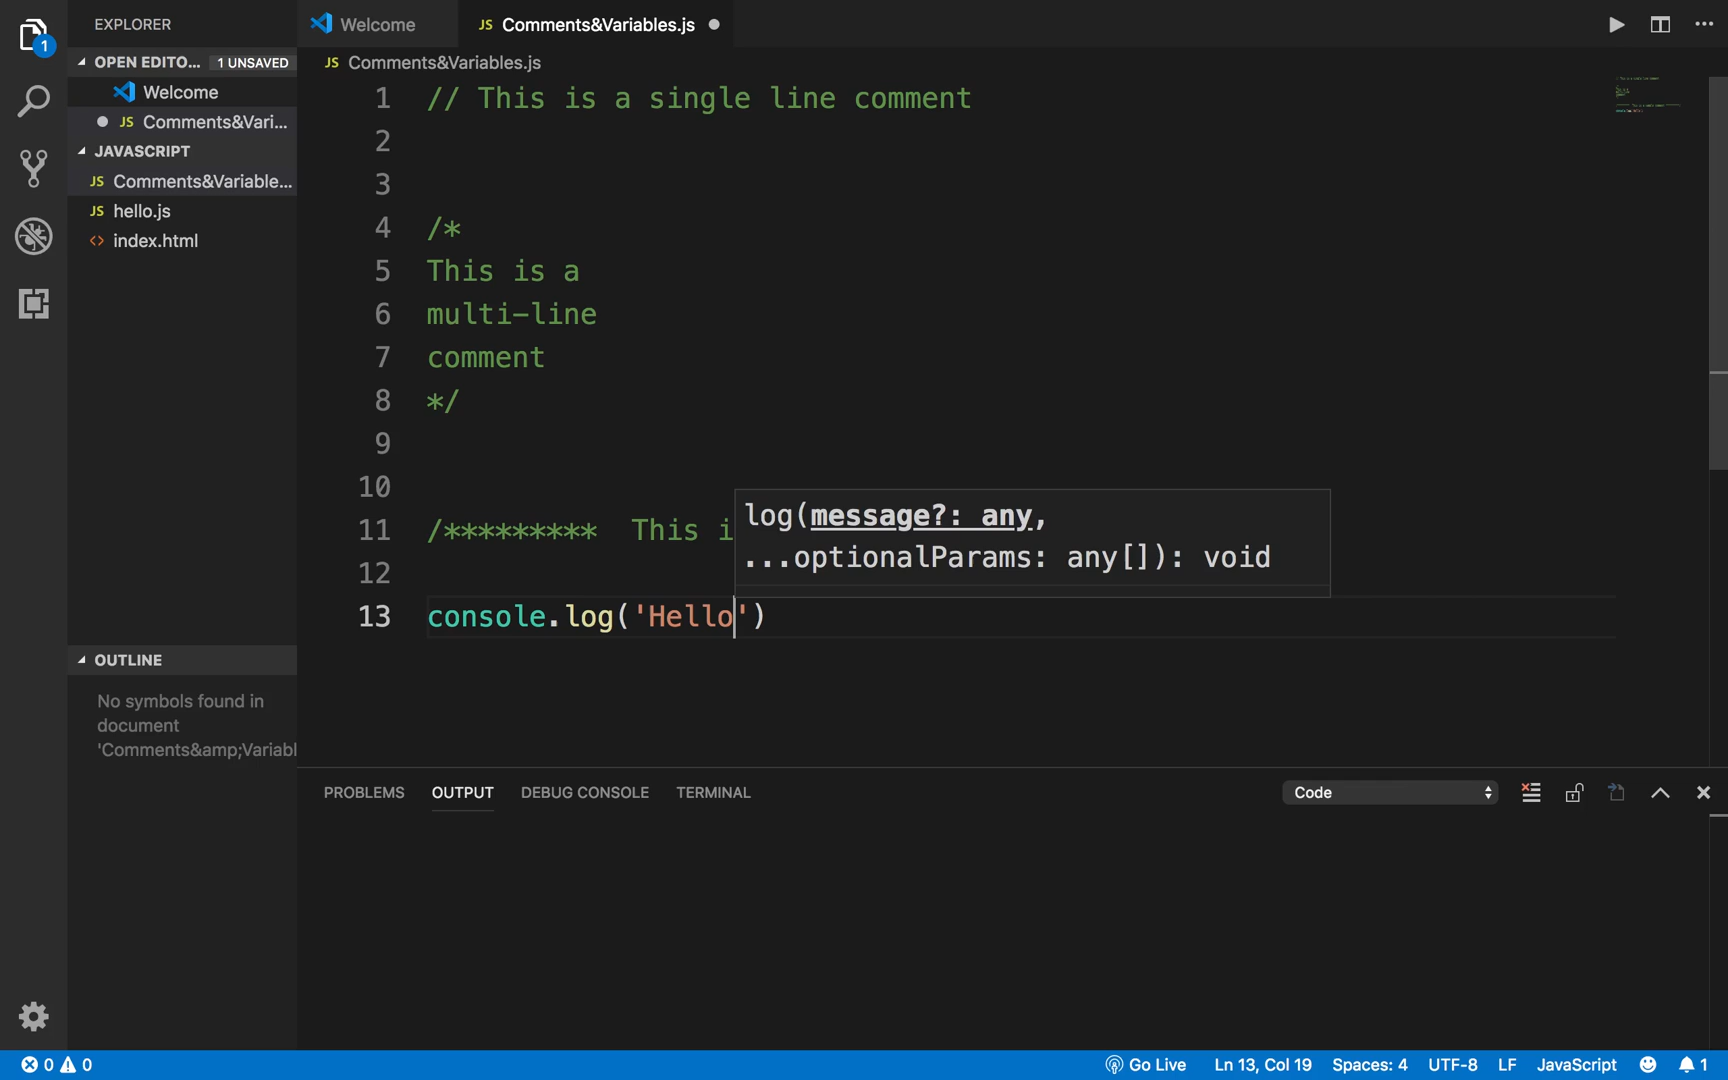 EXPLORER
Welcome
JS Comments&Variables.js
1
OPEN EDITO... 1 UNSAVED
Welcome
JS Comments&Vari...
JAVASCRIPT
JS Comments&Variable...
JS hello.js
<> index.html
OUTLINE
No symbols found in
document
'Comments&amp;Variabl
JS Comments&Variables.js
1 // This is a single line comment
2
3
4 /*
5 This is a
6 multi-line
7 comment
8 */
9
10
11 /********* This i
12
13 console.log('Hello')
log(message?: any,
...optionalParams: any[]): void
PROBLEMS OUTPUT DEBUG CONSOLE TERMINAL
Code
0 0
Go Live Ln 13, Col 19 Spaces: 4 UTF-8 LF JavaScript 1